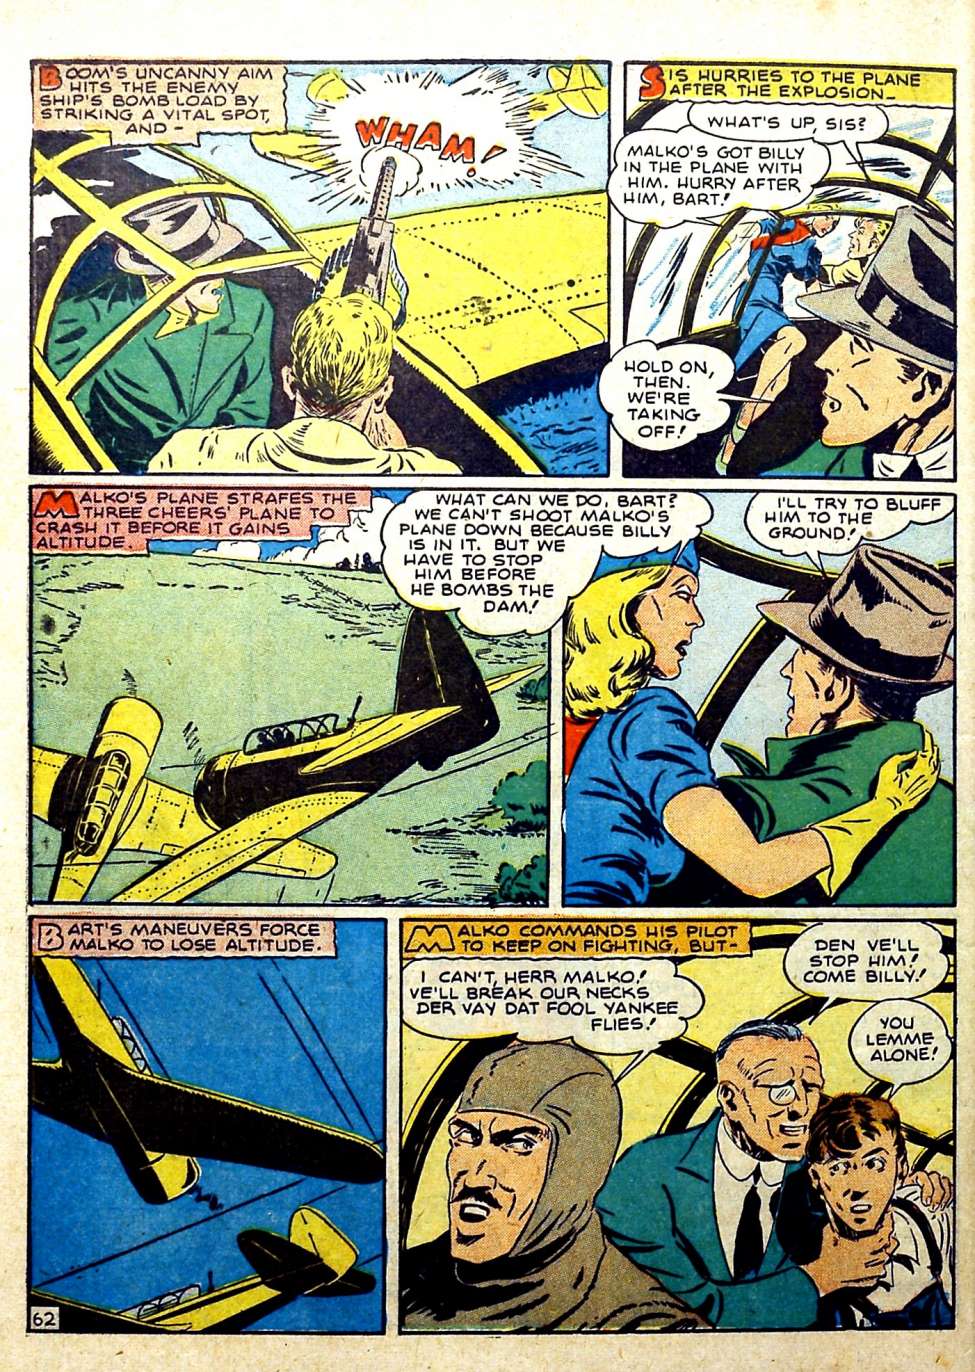 BOOM'S UNCANNY AIM
HITS THE ENEMY
SHIP'S BOMB LOAD BY
STRIKING A VITAL SPOT,
AND -
WHAM!
SIS HURRIES TO THE PLANE
AFTER THE EXPLOSION-
WHAT'S UP, SIS?
MALKO'S GOT BILLY
IN THE PLANE WITH
HIM. HURRY AFTER
HIM, BART!
HOLD ON,
THEN.
WE'RE
TAKING
OFF!
MALKO'S PLANE STRAFES THE
THREE CHEERS' PLANE TO
CRASH IT BEFORE IT GAINS
ALTITUDE.
WHAT CAN WE DO, BART?
WE CAN'T SHOOT MALKO'S
PLANE DOWN BECAUSE BILLY
IS IN IT. BUT WE
HAVE TO STOP
HIM BEFORE
HE BOMBS THE
DAM!
I'LL TRY TO BLUFF
HIM TO THE
GROUND!
BART'S MANEUVERS FORCE
MALKO TO LOSE ALTITUDE.
MALKO COMMANDS HIS PILOT
TO KEEP ON FIGHTING, BUT-
I CAN'T, HERR MALKO!
VE'LL BREAK OUR NECKS
DER VAY DAT FOOL YANKEE
FLIES!
DEN VE'LL
STOP HIM!
COME BILLY!
YOU
LEMME
ALONE!
62